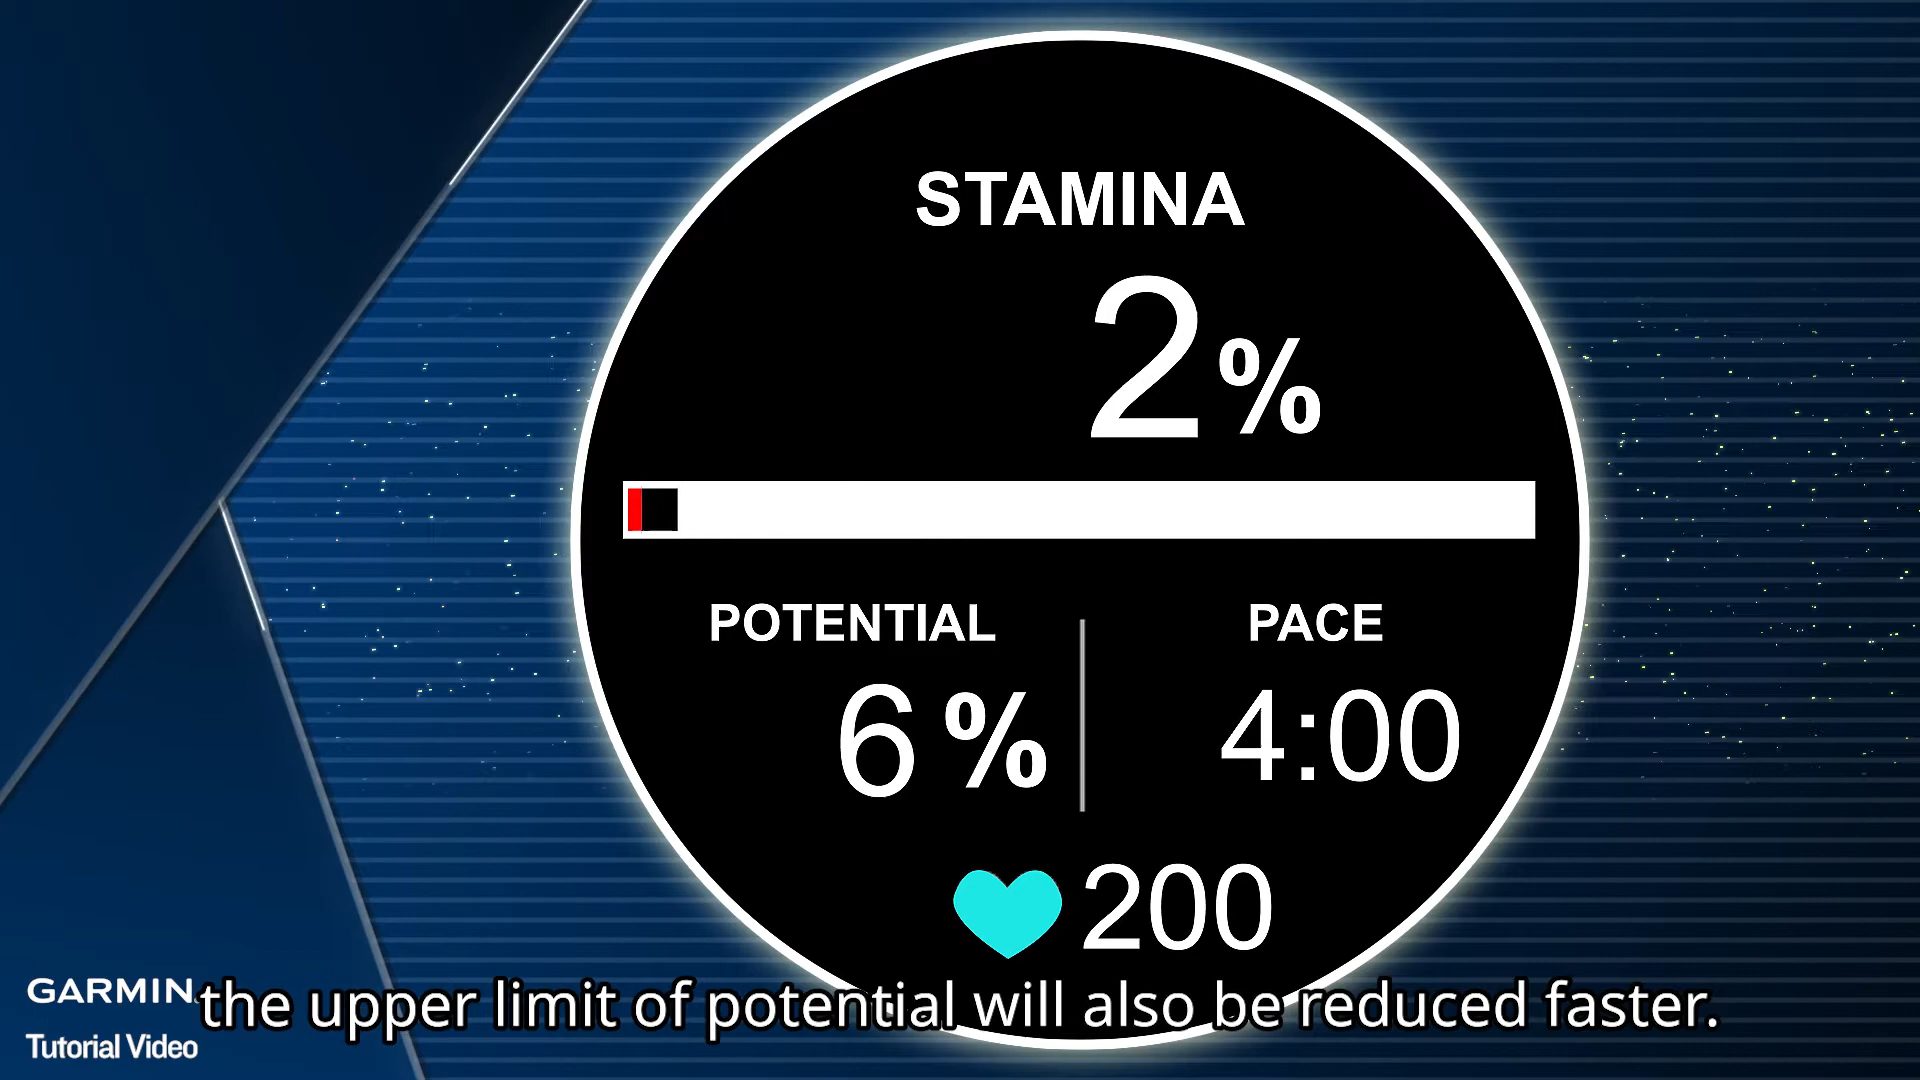 STAMINA
2%
POTENTIAL
PACE
6%
4:00
200
GARMIN
the upper limit of potential will also be reduced faster.
Tutorial Video